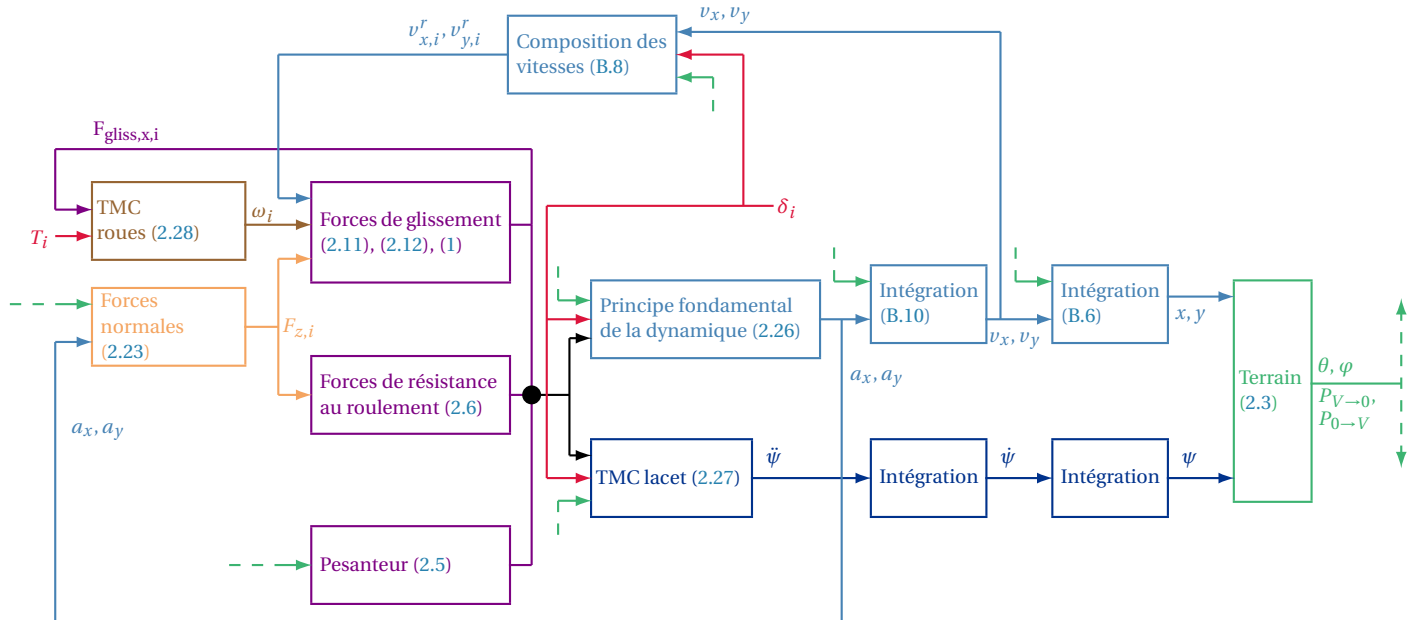 v_x, v_y
v^r_{x,i}, v^r_{y,i}
Composition des
vitesses (B.8)
F_{gliss,x,i}
TMC
roues (2.28)
ω_i
T_i
Forces de glissement
(2.11), (2.12), (1)
δ_i
Forces
normales
(2.23)
F_{z,i}
Principe fondamental
de la dynamique (2.26)
Intégration
(B.10)
v_x, v_y
Intégration
(B.6)
x, y
Forces de résistance
au roulement (2.6)
a_x, a_y
a_x, a_y
Terrain
(2.3)
θ, φ
P_{V→0},
P_{0→V}
TMC lacet (2.27)
ψ̈
Intégration
ψ̇
Intégration
ψ
Pesanteur (2.5)